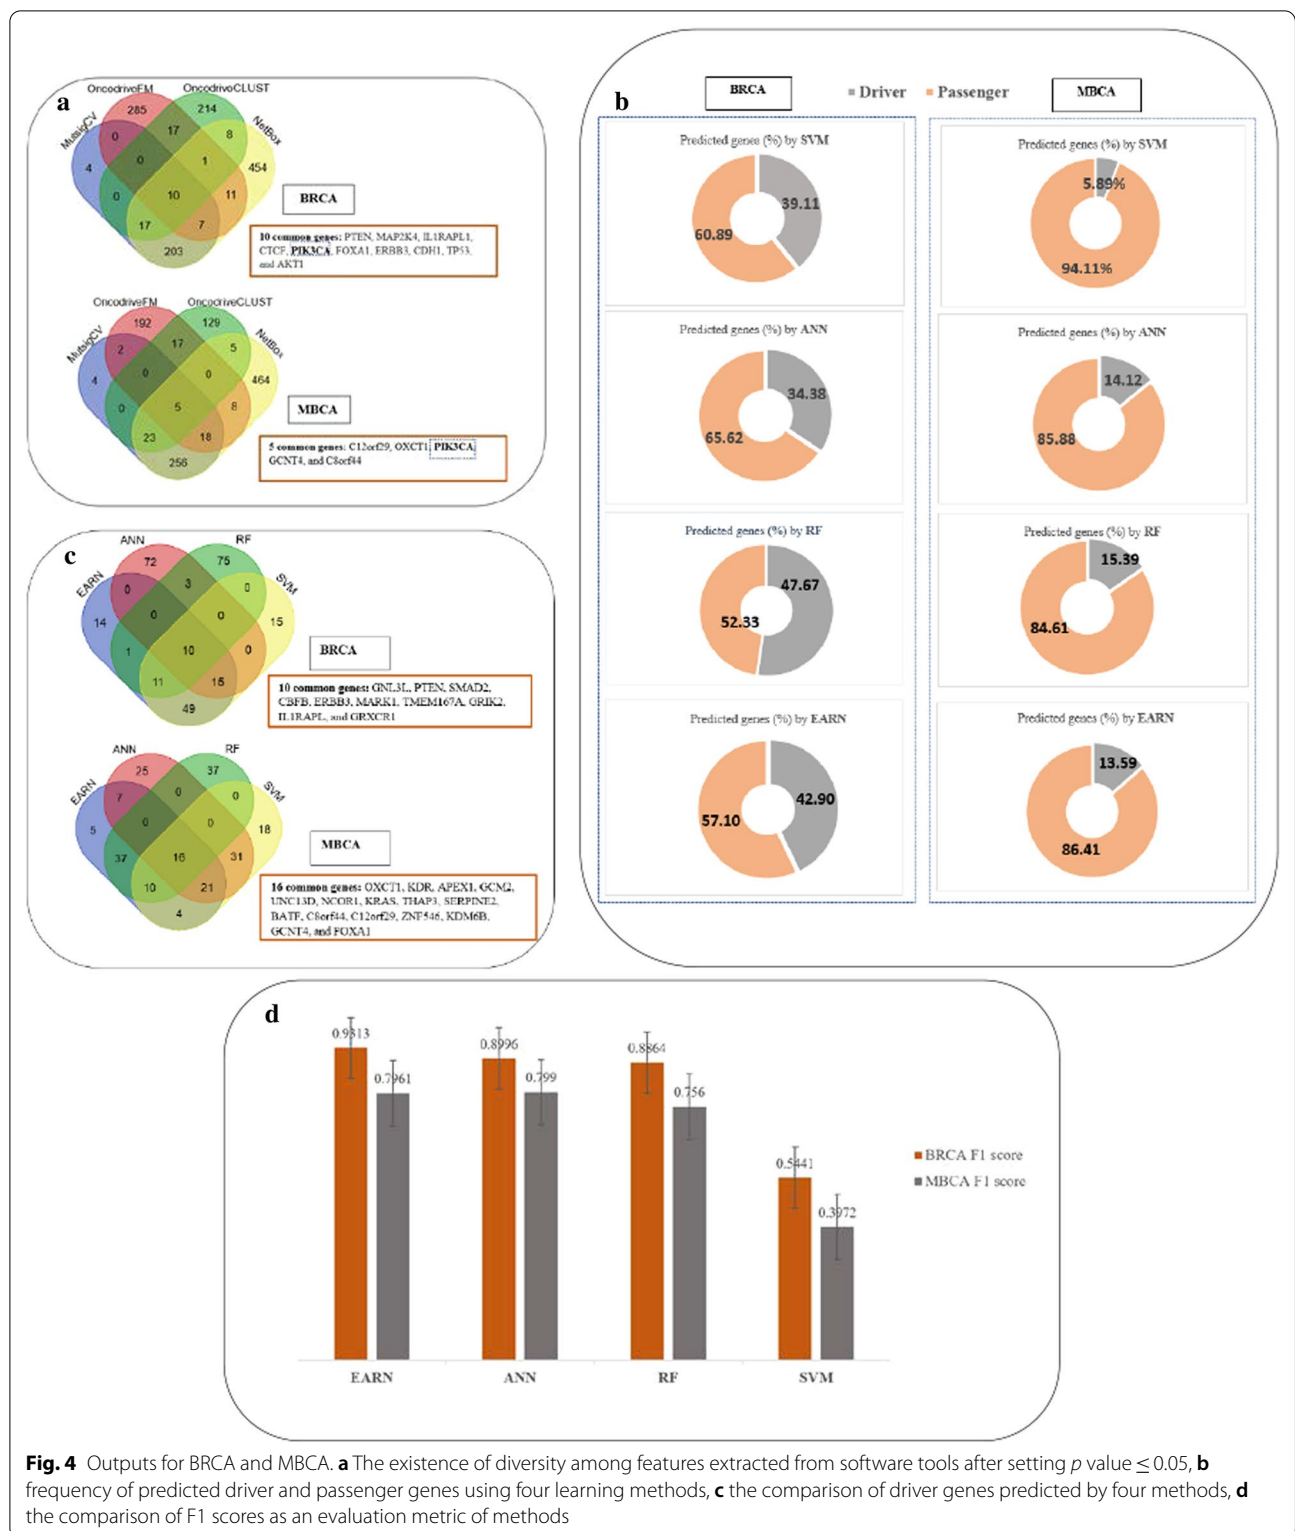 a
OncodriveFM
OncodriveCLUST
MutsigCV
NetBox
285
214
0
17
8
4
0
1
454
0
10
11
17
7
203
BRCA
10 common genes: PTEN, MAP2K4, IL1RAPL1,
CTCF, PIK3CA, FOXA1, ERBB3, CDH1, TP53,
and AKT1
OncodriveFM
OncodriveCLUST
MutsigCV
NetBox
192
129
2
17
5
4
0
0
464
0
5
8
23
18
256
MBCA
5 common genes: C12orf29, OXCT1, PIK3CA,
GCNT4, and C8orf44
b
BRCA
Driver
Passenger
MBCA
Predicted genes (%) by SVM
39.11
60.89
Predicted genes (%) by SVM
5.89%
94.11%
Predicted genes (%) by ANN
34.38
65.62
Predicted genes (%) by ANN
14.12
85.88
Predicted genes (%) by RF
47.67
52.33
Predicted genes (%) by RF
15.39
84.61
Predicted genes (%) by EARN
42.90
57.10
Predicted genes (%) by EARN
13.59
86.41
c
ANN
RF
EARN
SVM
72
75
0
3
0
14
0
0
15
1
10
0
11
15
49
BRCA
10 common genes: GNL3L, PTEN, SMAD2,
CBFB, ERBB3, MARK1, TMEM167A, GRIK2,
IL1RAPL, and GRXCR1
ANN
RF
EARN
SVM
25
37
7
0
0
5
0
0
18
37
16
31
10
21
4
MBCA
16 common genes: OXCT1, KDR, APEX1, GCM2,
UNC13D, NCOR1, KRAS, THAP3, SERPINE2,
BATF, C8orf44, C12orf29, ZNF546, KDM6B,
GCNT4, and FOXA1
d
0.9313
0.7961
0.8996
0.799
0.8864
0.756
0.5441
0.3972
BRCA F1 score
MBCA F1 score
EARN
ANN
RF
SVM
Fig. 4 Outputs for BRCA and MBCA. a The existence of diversity among features extracted from software tools after setting p value ≤ 0.05, b
frequency of predicted driver and passenger genes using four learning methods, c the comparison of driver genes predicted by four methods, d
the comparison of F1 scores as an evaluation metric of methods